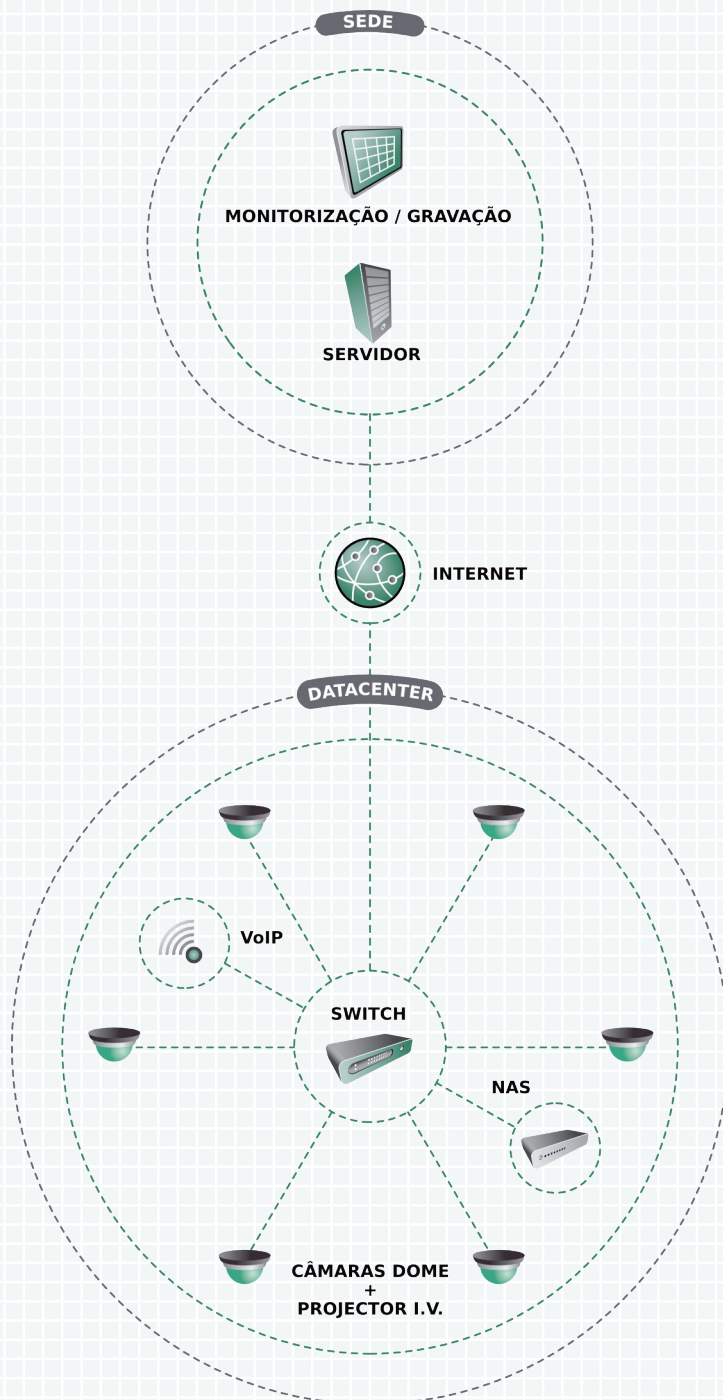 SEDE
MONITORIZAÇÃO / GRAVAÇÃO
SERVIDOR
INTERNET
DATACENTER
VoIP
SWITCH
NAS
CÂMARAS DOME
+
PROJECTOR I.V.